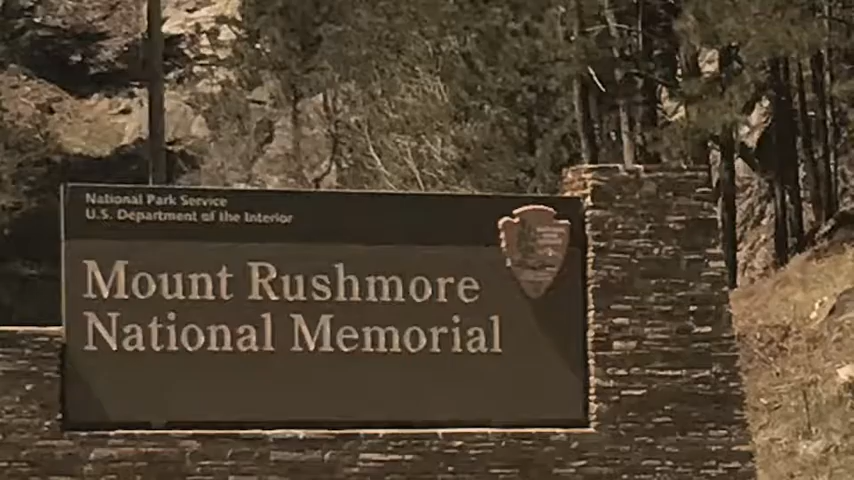 National Park Service
U.S. Department of the Interior
Mount Rushmore
National Memorial